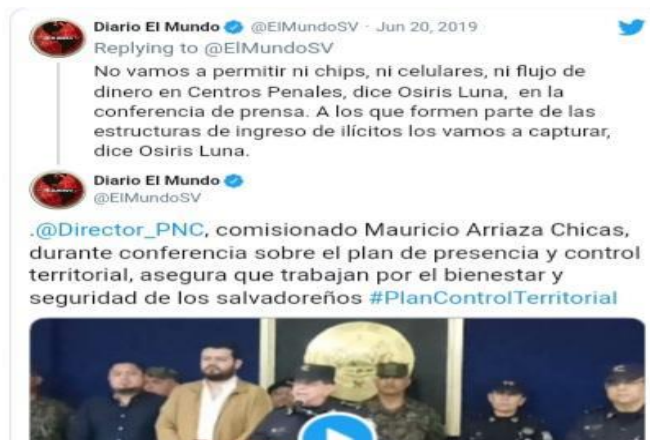 Diario El Mundo @ElMundoSV · Jun 20, 2019
Replying to @ElMundoSV
No vamos a permitir ni chips, ni celulares, ni flujo de
dinero en Centros Penales, dice Osiris Luna, en la
conferencia de prensa. A los que formen parte de las
estructuras de ingreso de ilícitos los vamos a capturar,
dice Osiris Luna.
Diario El Mundo
@ElMundoSV
.@Director_PNC, comisionado Mauricio Arriaza Chicas,
durante conferencia sobre el plan de presencia y control
territorial, asegura que trabajan por el bienestar y
seguridad de los salvadoreños #PlanControlTerritorial